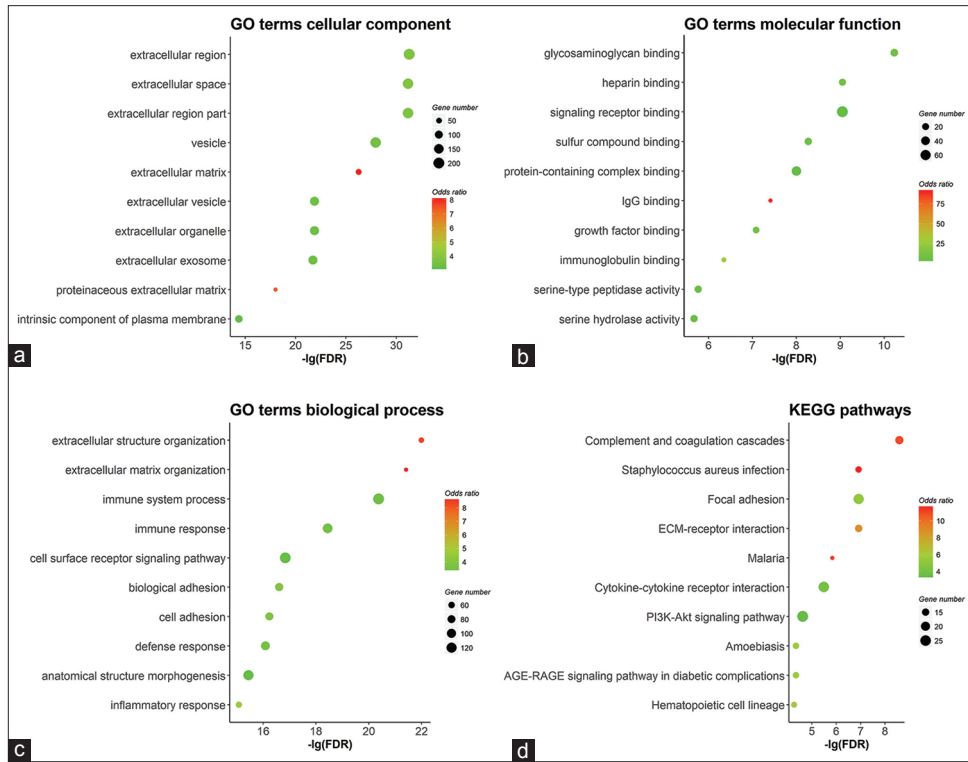 GO terms cellular component
extracellular region
extracellular space
extracellular region part
vesicle
extracellular matrix
extracellular vesicle
extracellular organelle
extracellular exosome
proteinaceous extracellular matrix
intrinsic component of plasma membrane
15 20 25 30
-lg(FDR)
Gene number
50
100
150
200
Odds ratio
8
7
6
5
4
a
GO terms molecular function
glycosaminoglycan binding
heparin binding
signaling receptor binding
sulfur compound binding
protein-containing complex binding
IgG binding
growth factor binding
immunoglobulin binding
serine-type peptidase activity
serine hydrolase activity
6 7 8 9 10
-lg(FDR)
Gene number
20
40
60
Odds ratio
75
50
25
b
GO terms biological process
extracellular structure organization
extracellular matrix organization
immune system process
immune response
cell surface receptor signaling pathway
biological adhesion
cell adhesion
defense response
anatomical structure morphogenesis
inflammatory response
16 18 20 22
-lg(FDR)
Odds ratio
8
7
6
5
4
Gene number
60
80
100
120
c
KEGG pathways
Complement and coagulation cascades
Staphylococcus aureus infection
Focal adhesion
ECM-receptor interaction
Malaria
Cytokine-cytokine receptor interaction
PI3K-Akt signaling pathway
Amoebiasis
AGE-RAGE signaling pathway in diabetic complications
Hematopoietic cell lineage
5 6 7 8
-lg(FDR)
Odds ratio
10
8
6
4
Gene number
15
20
25
d